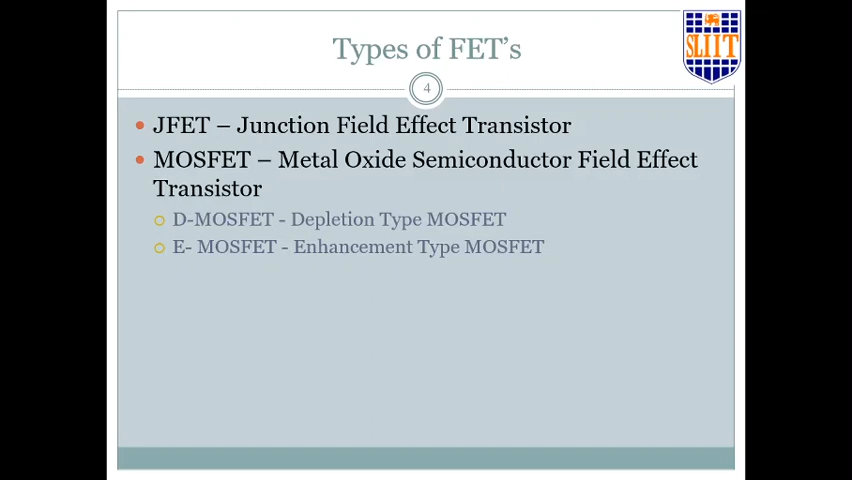 Types of FET’s
SLIIT
4
JFET – Junction Field Effect Transistor
MOSFET – Metal Oxide Semiconductor Field Effect
Transistor
D-MOSFET - Depletion Type MOSFET
E- MOSFET - Enhancement Type MOSFET